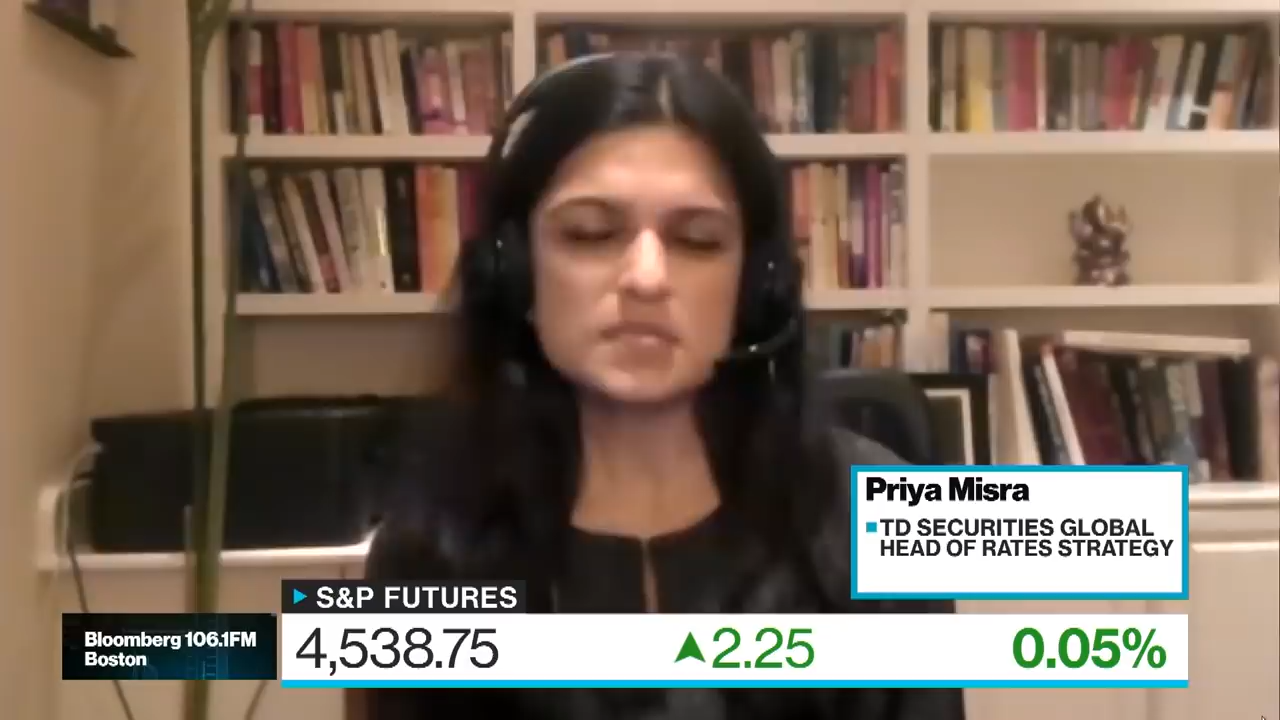 Priya Misra
TD SECURITIES GLOBAL
HEAD OF RATES STRATEGY
S&P FUTURES
Bloomberg 106.1FM
Boston
4,538.75 ▲2.25 0.05%